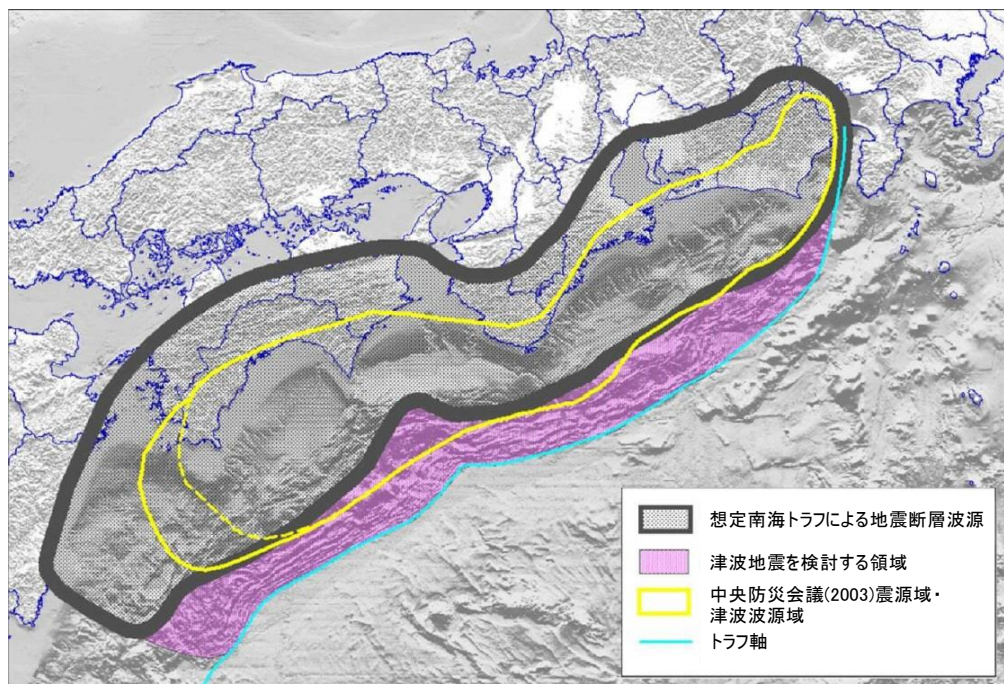 想定南海トラフによる地震断層波源
津波地震を検討する領域
中央防災会議(2003)震源域・
津波波源域
トラフ軸